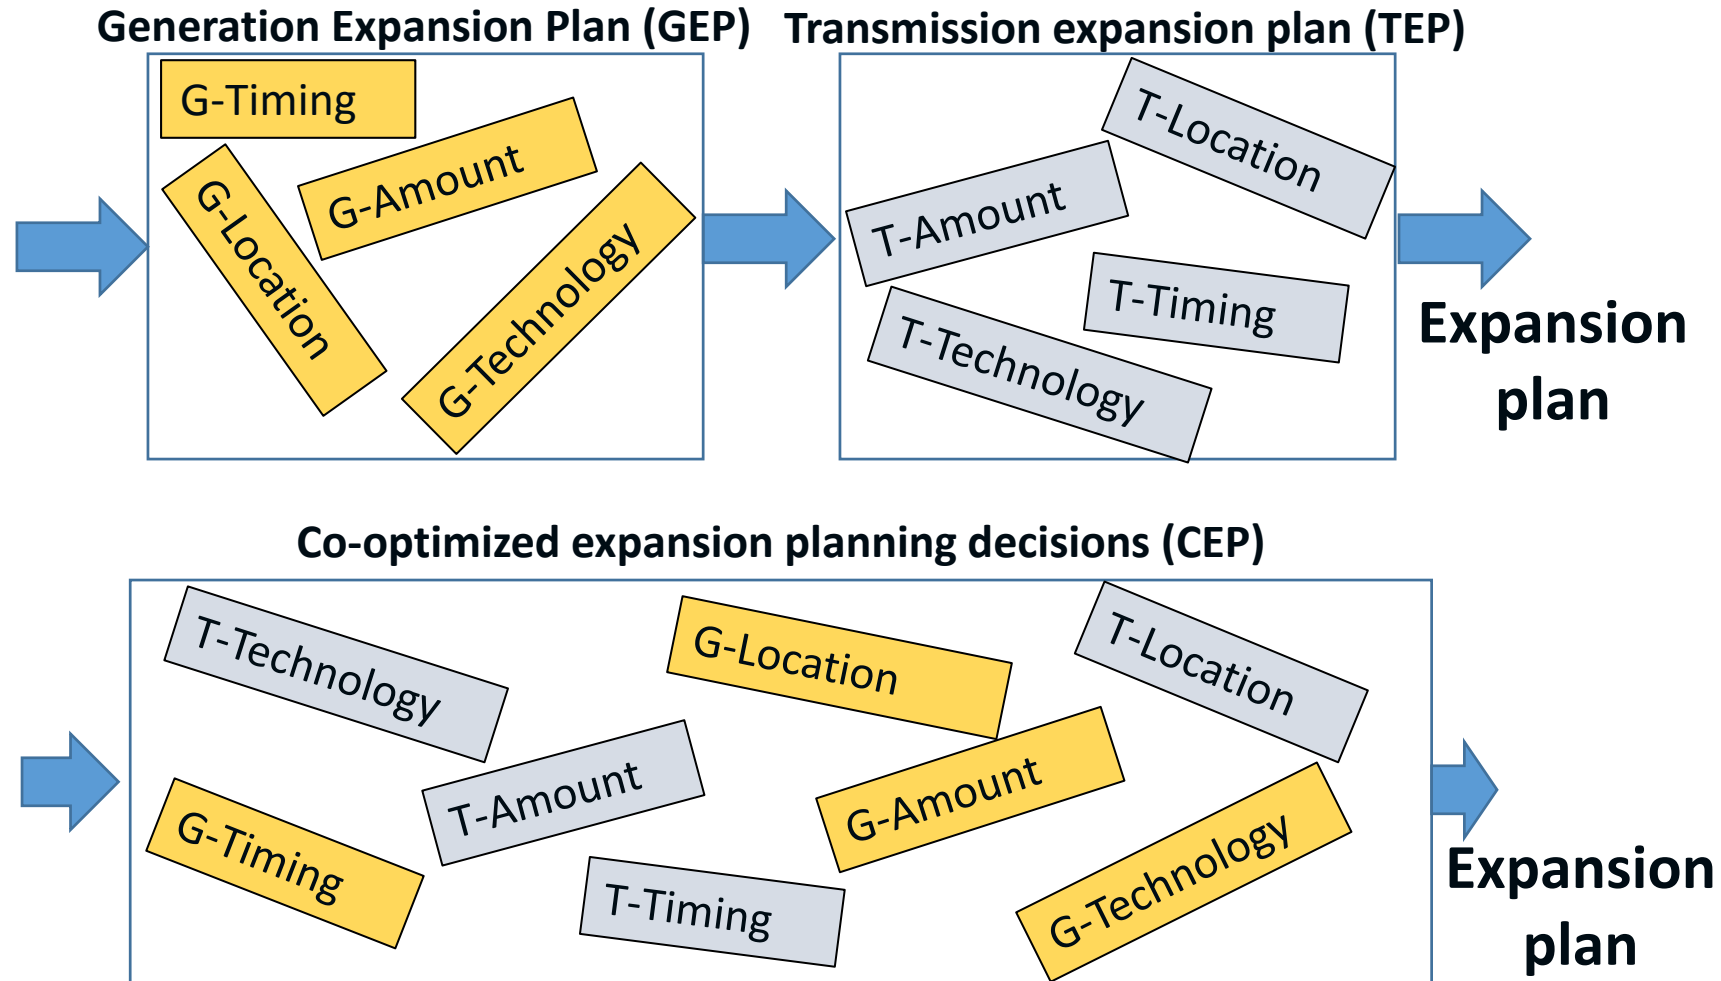 Generation Expansion Plan (GEP)
Transmission expansion plan (TEP)
G-Timing
G-Amount
G-Location
G-Technology
T-Location
T-Amount
T-Timing
T-Technology
Expansion
plan
Co-optimized expansion planning decisions (CEP)
T-Technology
G-Location
T-Location
T-Amount
G-Amount
G-Timing
T-Timing
G-Technology
Expansion
plan